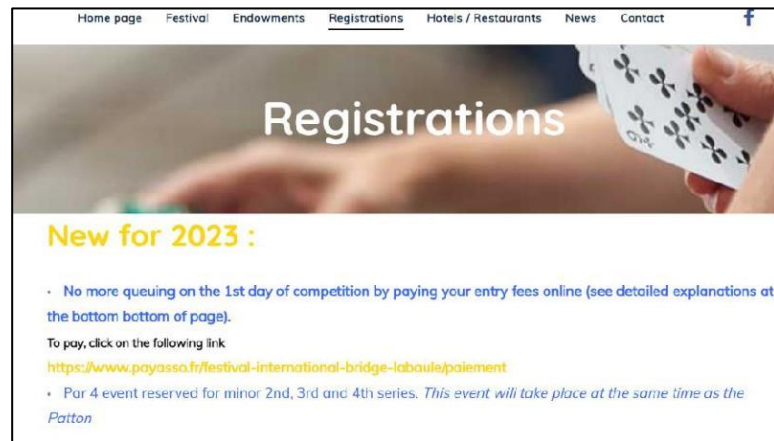 Home page Festival Endowments Registrations Hotels / Restaurants News Contact f
Registrations
New for 2023 :
• No more queuing on the 1st day of competition by paying your entry fees online (see detailed explanations at
the bottom bottom of page).
To pay, click on the following link
https://www.payasso.fr/festival-international-bridge-labaule/paiement
• Par 4 event reserved for minor 2nd, 3rd and 4th series. This event will take place at the same time as the
Patton